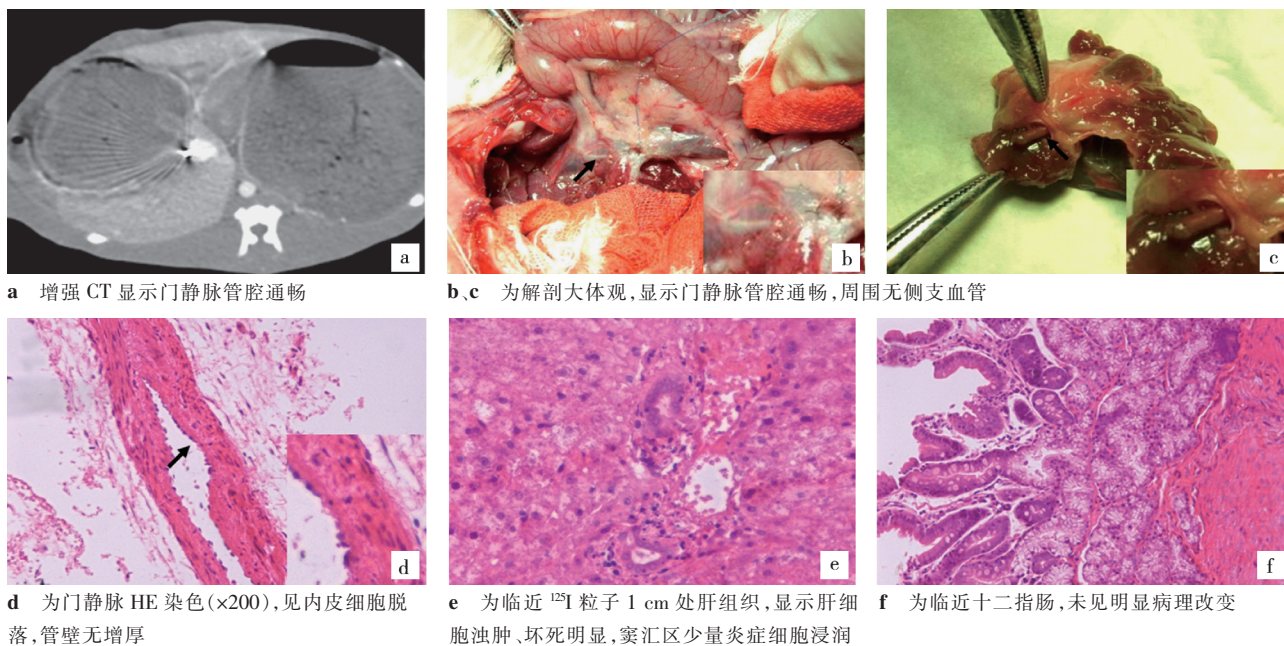 a
b
c
a 增强 CT 显示门静脉管腔通畅
b、c 为解剖大体观,显示门静脉管腔通畅,周围无侧支血管
d
e
f
d 为门静脉 HE 染色(×200),见内皮细胞脱
落,管壁无增厚
e 为临近 ¹²⁵I 粒子 1 cm 处肝组织,显示肝细
胞浊肿、坏死明显,窦汇区少量炎症细胞浸润
f 为临近十二指肠,未见明显病理改变